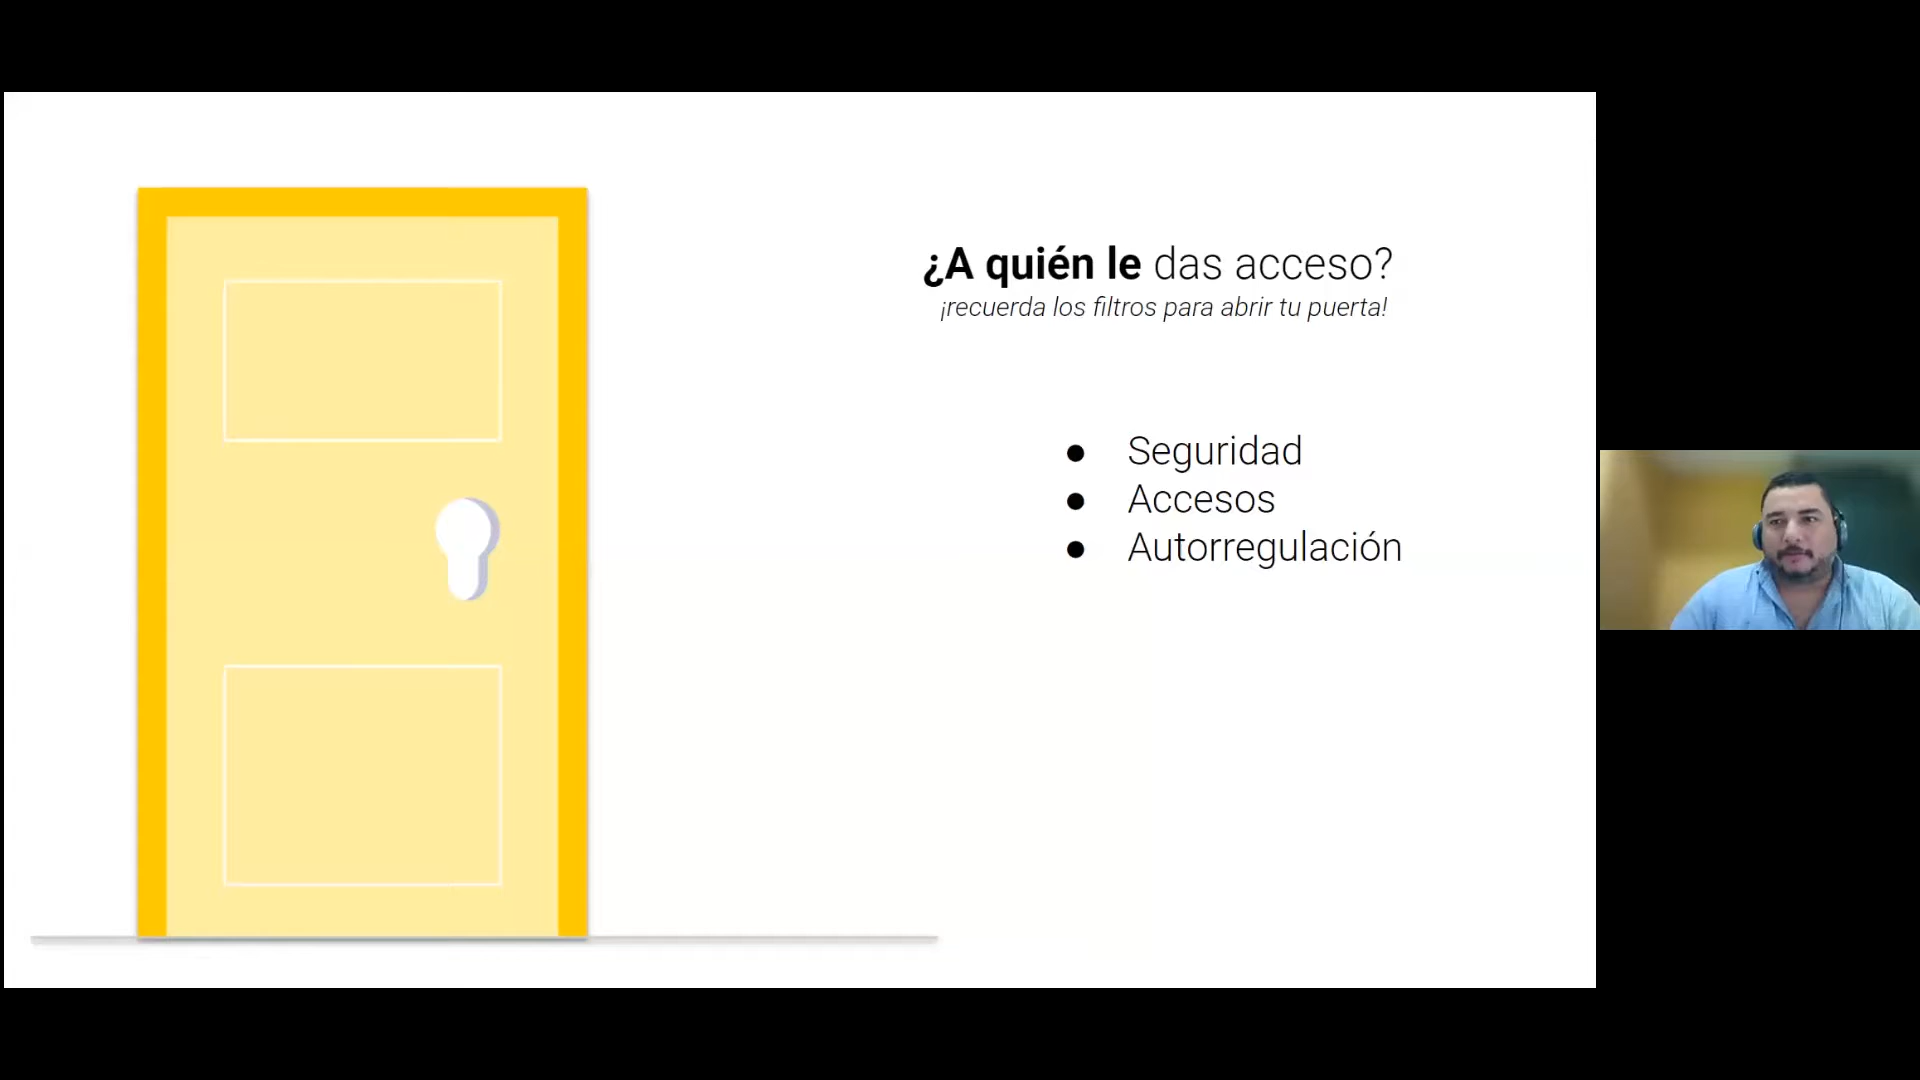 ¿A quién le das acceso?
¡recuerda los filtros para abrir tu puerta!
● Seguridad
● Accesos
● Autorregulación